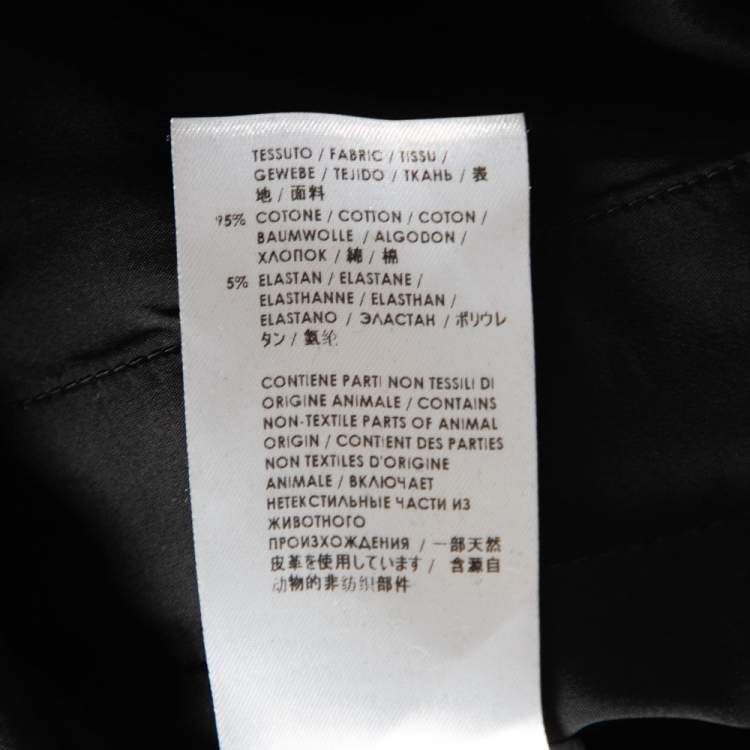 TESSUTO / FABRIC / TISSU /
GEWEBE / TEJIDO / ТКАНЬ / 表
地 / 面料
95% COTONE / COTTON / COTON /
BAUMWOLLE / ALGODON /
ХЛОПОК / 綿 / 棉
5% ELASTAN / ELASTANE /
ELASTHANNE / ELASTHAN /
ELASTANO / ЭЛАСТАН / ポリウレ
タン / 氨纶
CONTIENE PARTI NON TESSILI DI
ORIGINE ANIMALE / CONTAINS
NON-TEXTILE PARTS OF ANIMAL
ORIGIN / CONTIENT DES PARTIES
NON TEXTILES D'ORIGINE
ANIMALE / ВКЛЮЧАЕТ
НЕТЕКСТИЛЬНЫЕ ЧАСТИ ИЗ
ЖИВОТНОГО
ПРОИЗХОЖДЕНИЯ / 一部天然
皮革を使用しています / 含源自
动物的非纺织部件